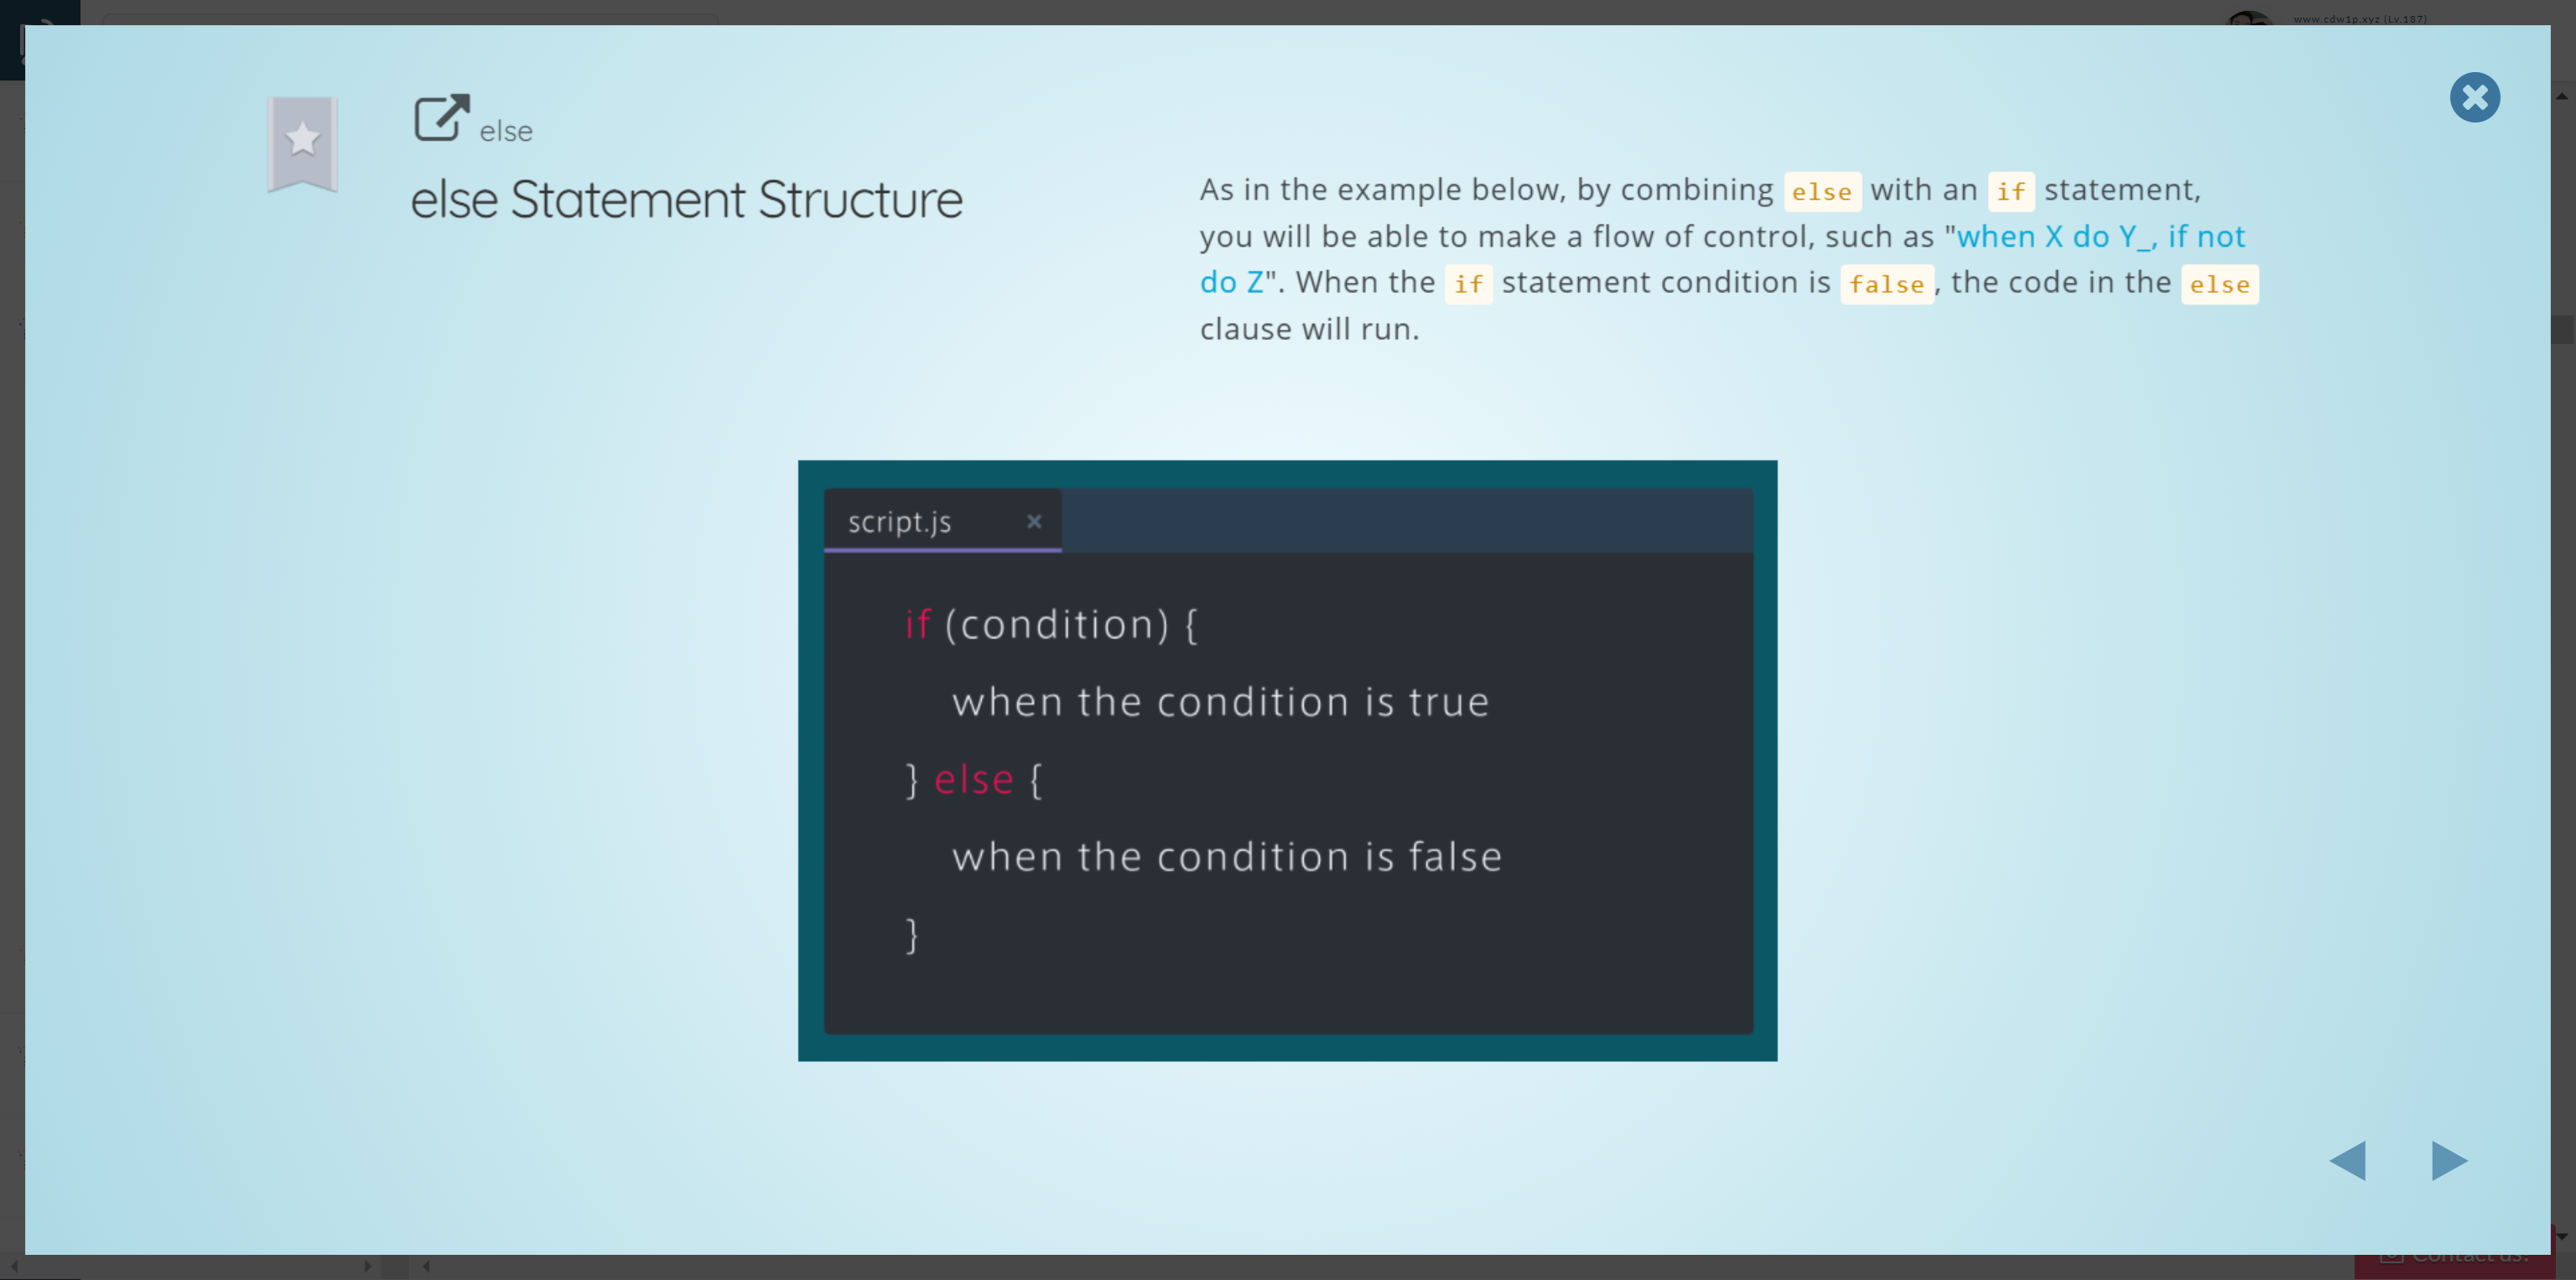 www.cdw1p.xyz (Lv.187)
else
else Statement Structure
As in the example below, by combining else with an if statement,
you will be able to make a flow of control, such as "when X do Y_, if not
do Z". When the if statement condition is false, the code in the else
clause will run.
script.js
if (condition) {
when the condition is true
} else {
when the condition is false
}
Contact us!